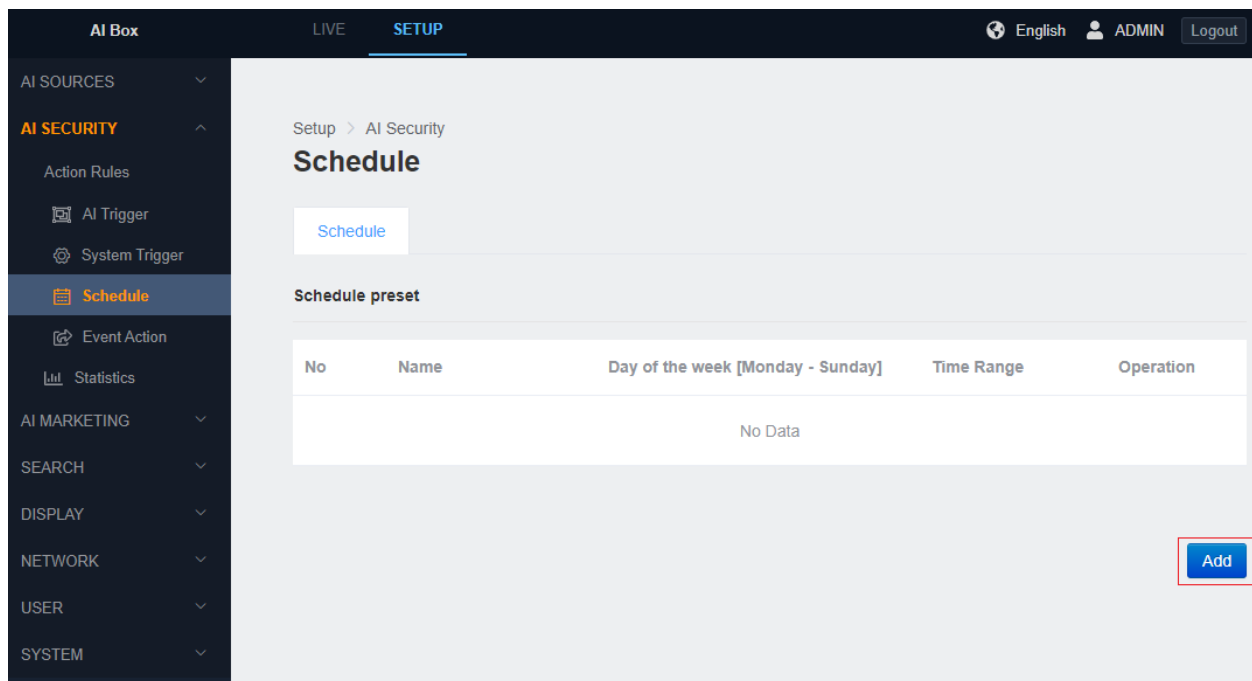 AI Box LIVE SETUP English ADMIN Logout
AI SOURCES
AI SECURITY
Action Rules
AI Trigger
System Trigger
Schedule
Event Action
Statistics
AI MARKETING
SEARCH
DISPLAY
NETWORK
USER
SYSTEM
Setup > AI Security
Schedule
Schedule
Schedule preset
No Name Day of the week [Monday - Sunday] Time Range Operation
No Data
Add